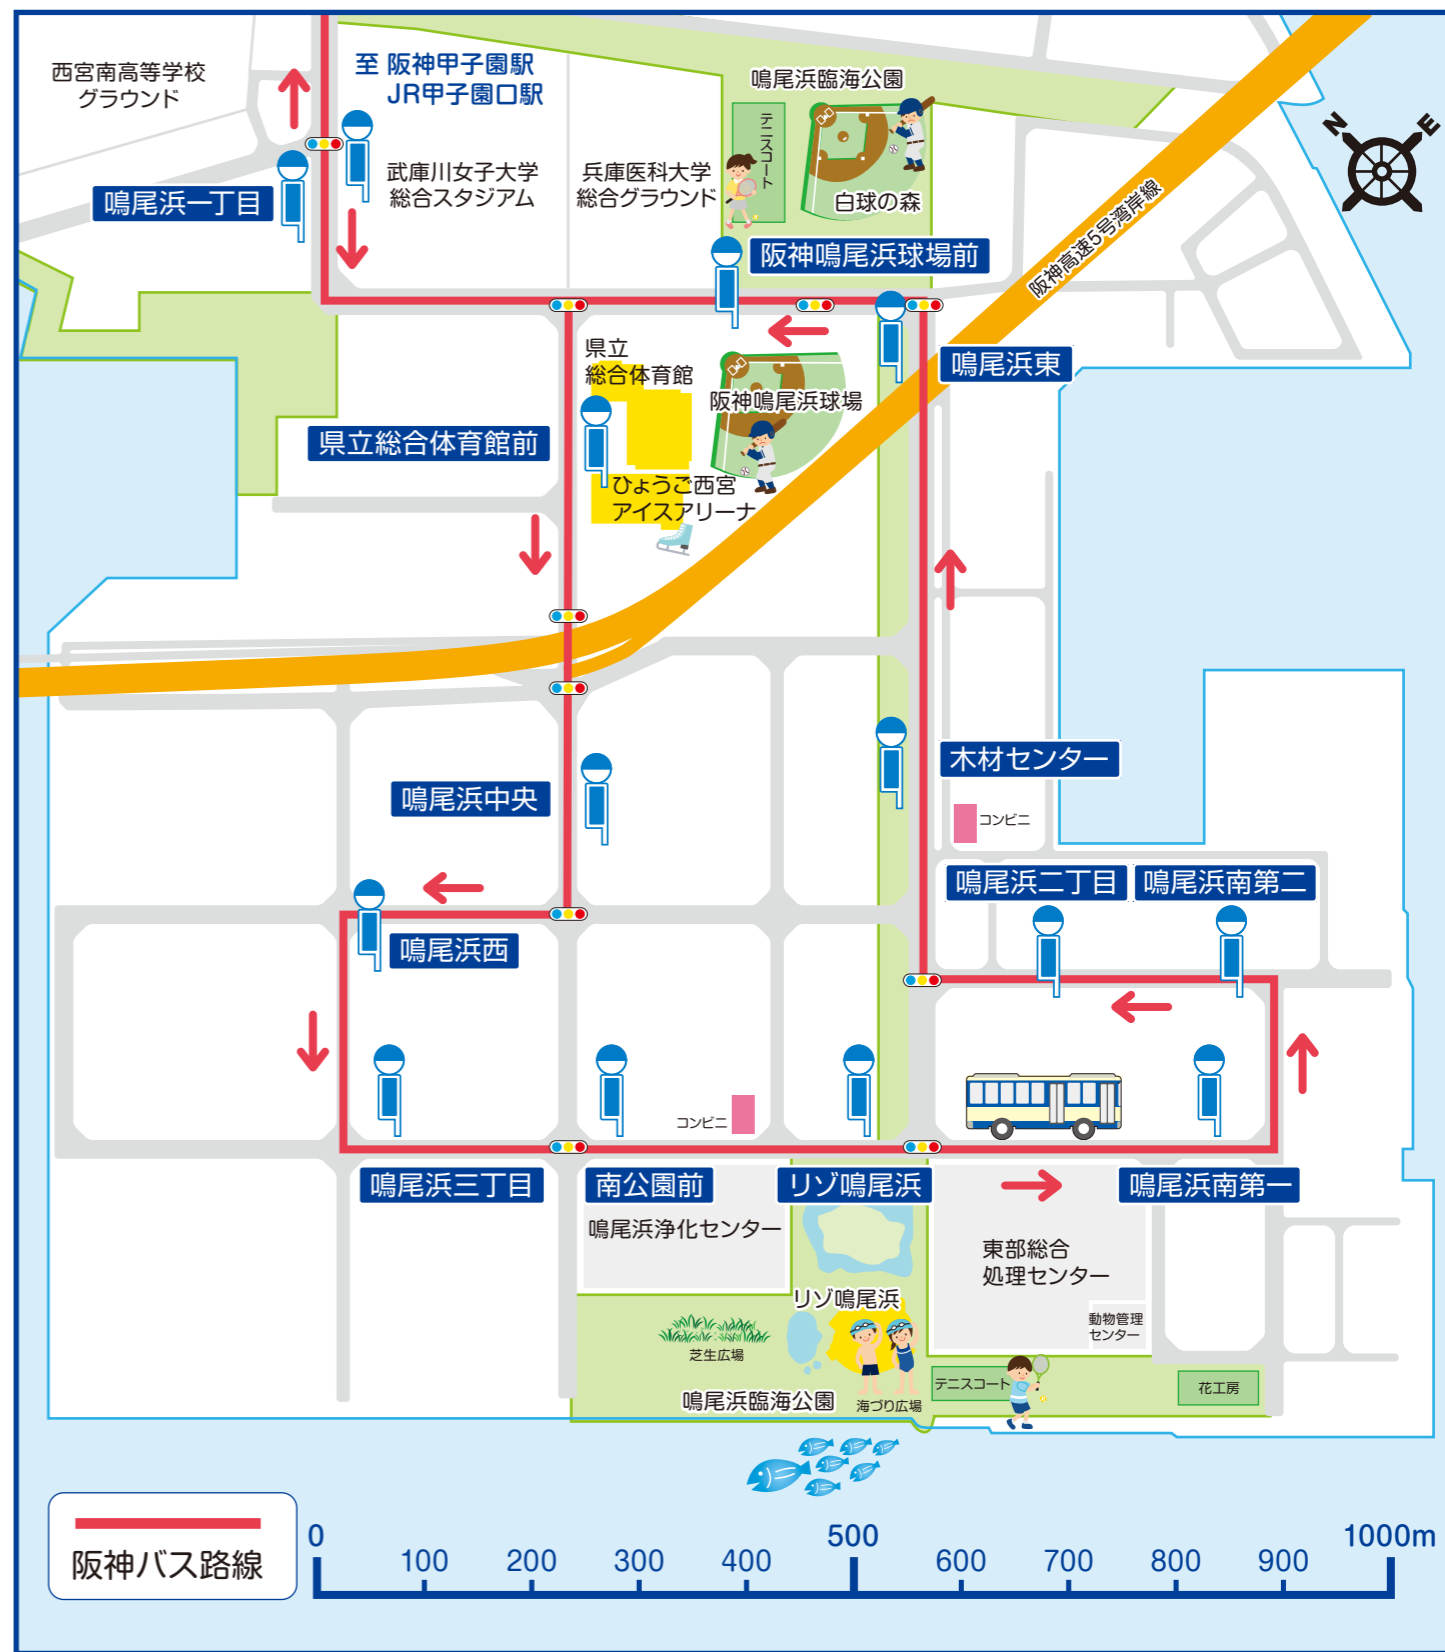 西宮南高等学校
グラウンド
至 阪神甲子園駅
JR甲子園口駅
鳴尾浜臨海公園
テニスコート
白球の森
N
E
武庫川女子大学
総合スタジアム
兵庫医科大学
総合グラウンド
鳴尾浜一丁目
阪神高速5号湾岸線
阪神鳴尾浜球場前
県立
総合体育館
鳴尾浜東
阪神鳴尾浜球場
県立総合体育館前
ひょうご西宮
アイスアリーナ
木材センター
鳴尾浜中央
コンビニ
鳴尾浜二丁目
鳴尾浜南第二
鳴尾浜西
コンビニ
鳴尾浜三丁目
南公園前
リゾ鳴尾浜
鳴尾浜南第一
鳴尾浜浄化センター
東部総合
処理センター
リゾ鳴尾浜
動物管理
センター
芝生広場
テニスコート
花工房
鳴尾浜臨海公園
海づり広場
阪神バス路線
0
500
1000m
100
200
300
400
600
700
800
900